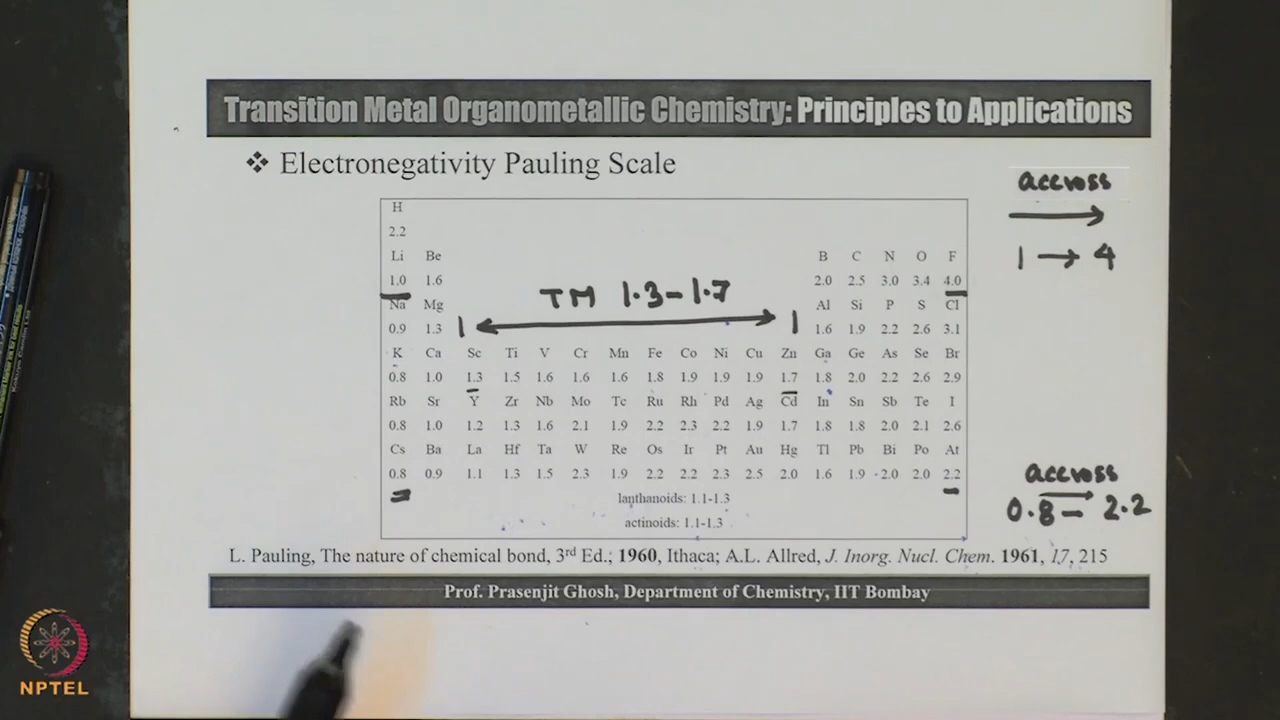 Transition Metal Organometallic Chemistry: Principles to Applications
❖ Electronegativity Pauling Scale
accross
1 → 4
H
2.2
Li Be B C N O F
1.0 1.6 2.0 2.5 3.0 3.4 4.0
TM 1.3-1.7
Na Mg Al Si P S Cl
0.9 1.3 1.6 1.9 2.2 2.6 3.1
K Ca Sc Ti V Cr Mn Fe Co Ni Cu Zn Ga Ge As Se Br
0.8 1.0 1.3 1.5 1.6 1.6 1.6 1.8 1.9 1.9 1.9 1.7 1.8 2.0 2.2 2.6 2.9
Rb Sr Y Zr Nb Mo Tc Ru Rh Pd Ag Cd In Sn Sb Te I
0.8 1.0 1.2 1.3 1.6 2.1 1.9 2.2 2.3 2.2 1.9 1.7 1.8 1.8 2.0 2.1 2.6
Cs Ba La Hf Ta W Re Os Ir Pt Au Hg Tl Pb Bi Po At
0.8 0.9 1.1 1.3 1.5 2.3 1.9 2.2 2.2 2.3 2.5 2.0 1.6 1.9 2.0 2.0 2.2
lanthanoids: 1.1-1.3
actinoids: 1.1-1.3
accross
0.8 - 2.2
L. Pauling, The nature of chemical bond, 3rd Ed.; 1960, Ithaca; A.L. Allred, J. Inorg. Nucl. Chem. 1961, 17, 215
Prof. Prasenjit Ghosh, Department of Chemistry, IIT Bombay
NPTEL